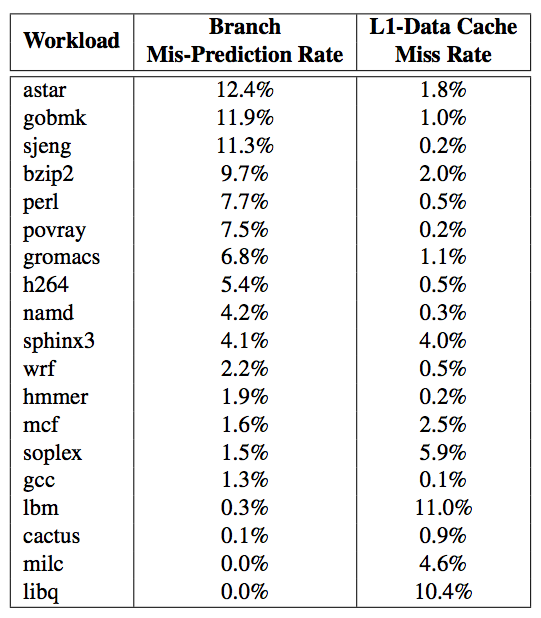 Workload Branch Mis-Prediction Rate L1-Data Cache Miss Rate
astar 12.4% 1.8%
gobmk 11.9% 1.0%
sjeng 11.3% 0.2%
bzip2 9.7% 2.0%
perl 7.7% 0.5%
povray 7.5% 0.2%
gromacs 6.8% 1.1%
h264 5.4% 0.5%
namd 4.2% 0.3%
sphinx3 4.1% 4.0%
wrf 2.2% 0.5%
hmmer 1.9% 0.2%
mcf 1.6% 2.5%
soplex 1.5% 5.9%
gcc 1.3% 0.1%
lbm 0.3% 11.0%
cactus 0.1% 0.9%
milc 0.0% 4.6%
libq 0.0% 10.4%